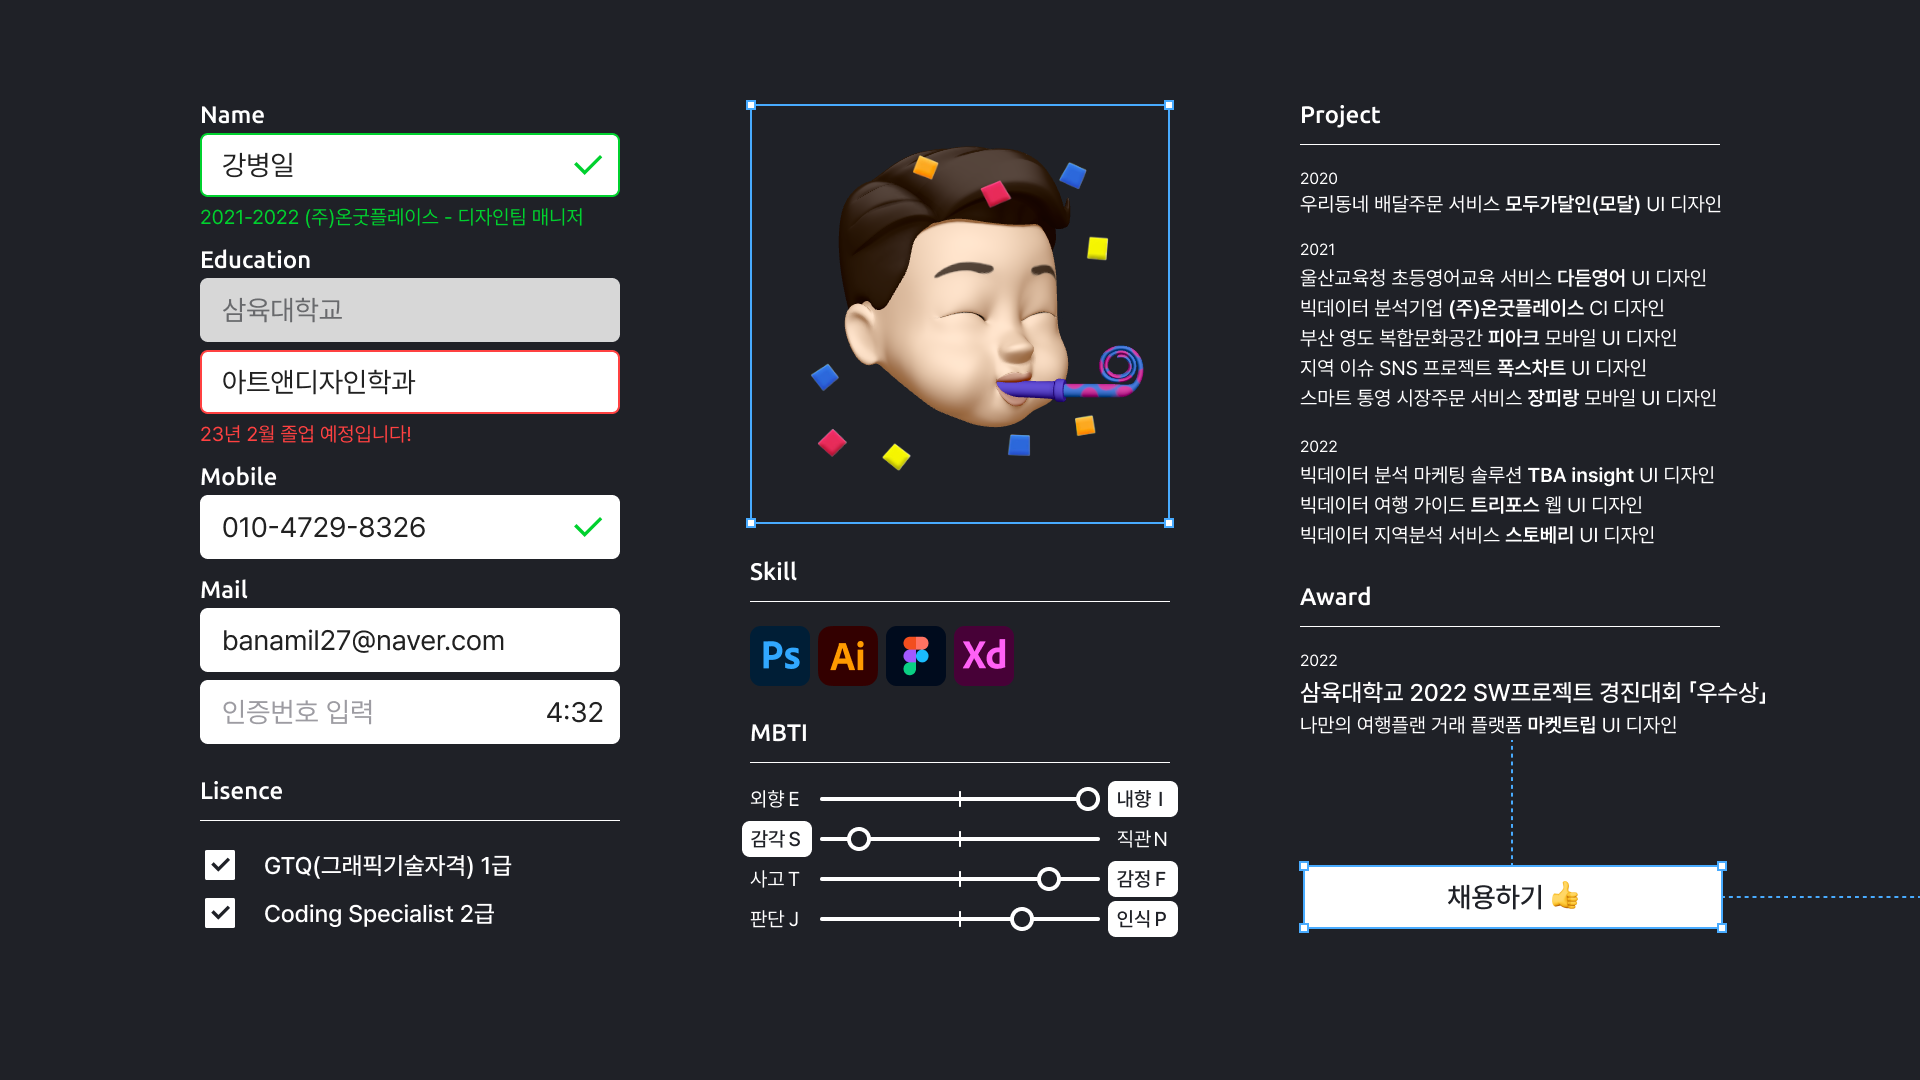 Name
강병일
2021-2022 (주)온굿플레이스 - 디자인팀 매니저
Education
삼육대학교
아트앤디자인학과
23년 2월 졸업 예정입니다!
Mobile
010-4729-8326
Mail
banamil27@naver.com
인증번호 입력 4:32
Lisence
GTQ(그래픽기술자격) 1급
Coding Specialist 2급
Skill
Ps Ai Xd
MBTI
외향 E 내향 I
감각 S 직관 N
사고 T 감정 F
판단 J 인식 P
Project
2020
우리동네 배달주문 서비스 모두가달인(모달) UI 디자인
2021
울산교육청 초등영어교육 서비스 다듣영어 UI 디자인
빅데이터 분석기업 (주)온굿플레이스 CI 디자인
부산 영도 복합문화공간 피아크 모바일 UI 디자인
지역 이슈 SNS 프로젝트 폭스차트 UI 디자인
스마트 통영 시장주문 서비스 장피랑 모바일 UI 디자인
2022
빅데이터 분석 마케팅 솔루션 TBA insight UI 디자인
빅데이터 여행 가이드 트리포스 웹 UI 디자인
빅데이터 지역분석 서비스 스토베리 UI 디자인
Award
2022
삼육대학교 2022 SW프로젝트 경진대회 ｢우수상｣
나만의 여행플랜 거래 플랫폼 마켓트립 UI 디자인
채용하기 👍